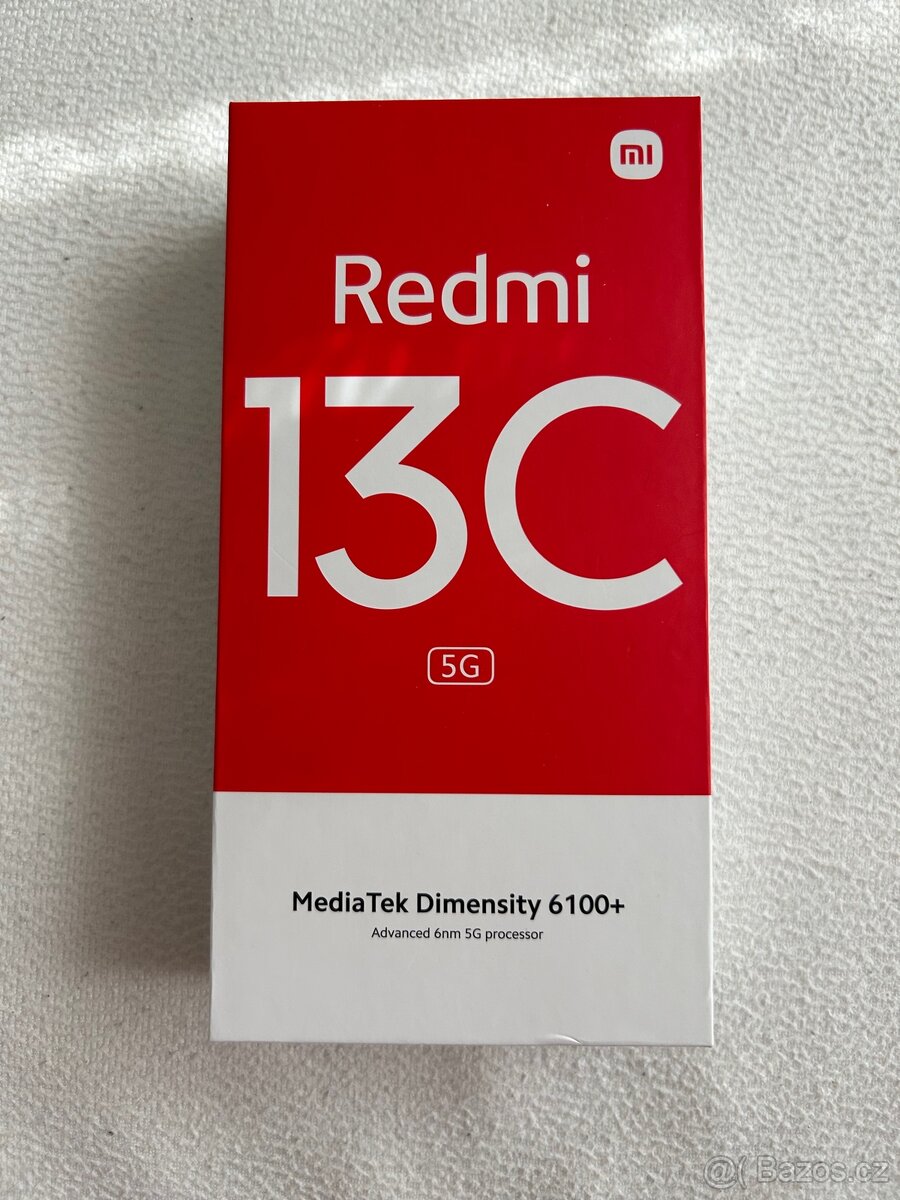 mi
Redmi
13C
5G
MediaTek Dimensity 6100+
Advanced 6nm 5G processor
@( Bazos.cz